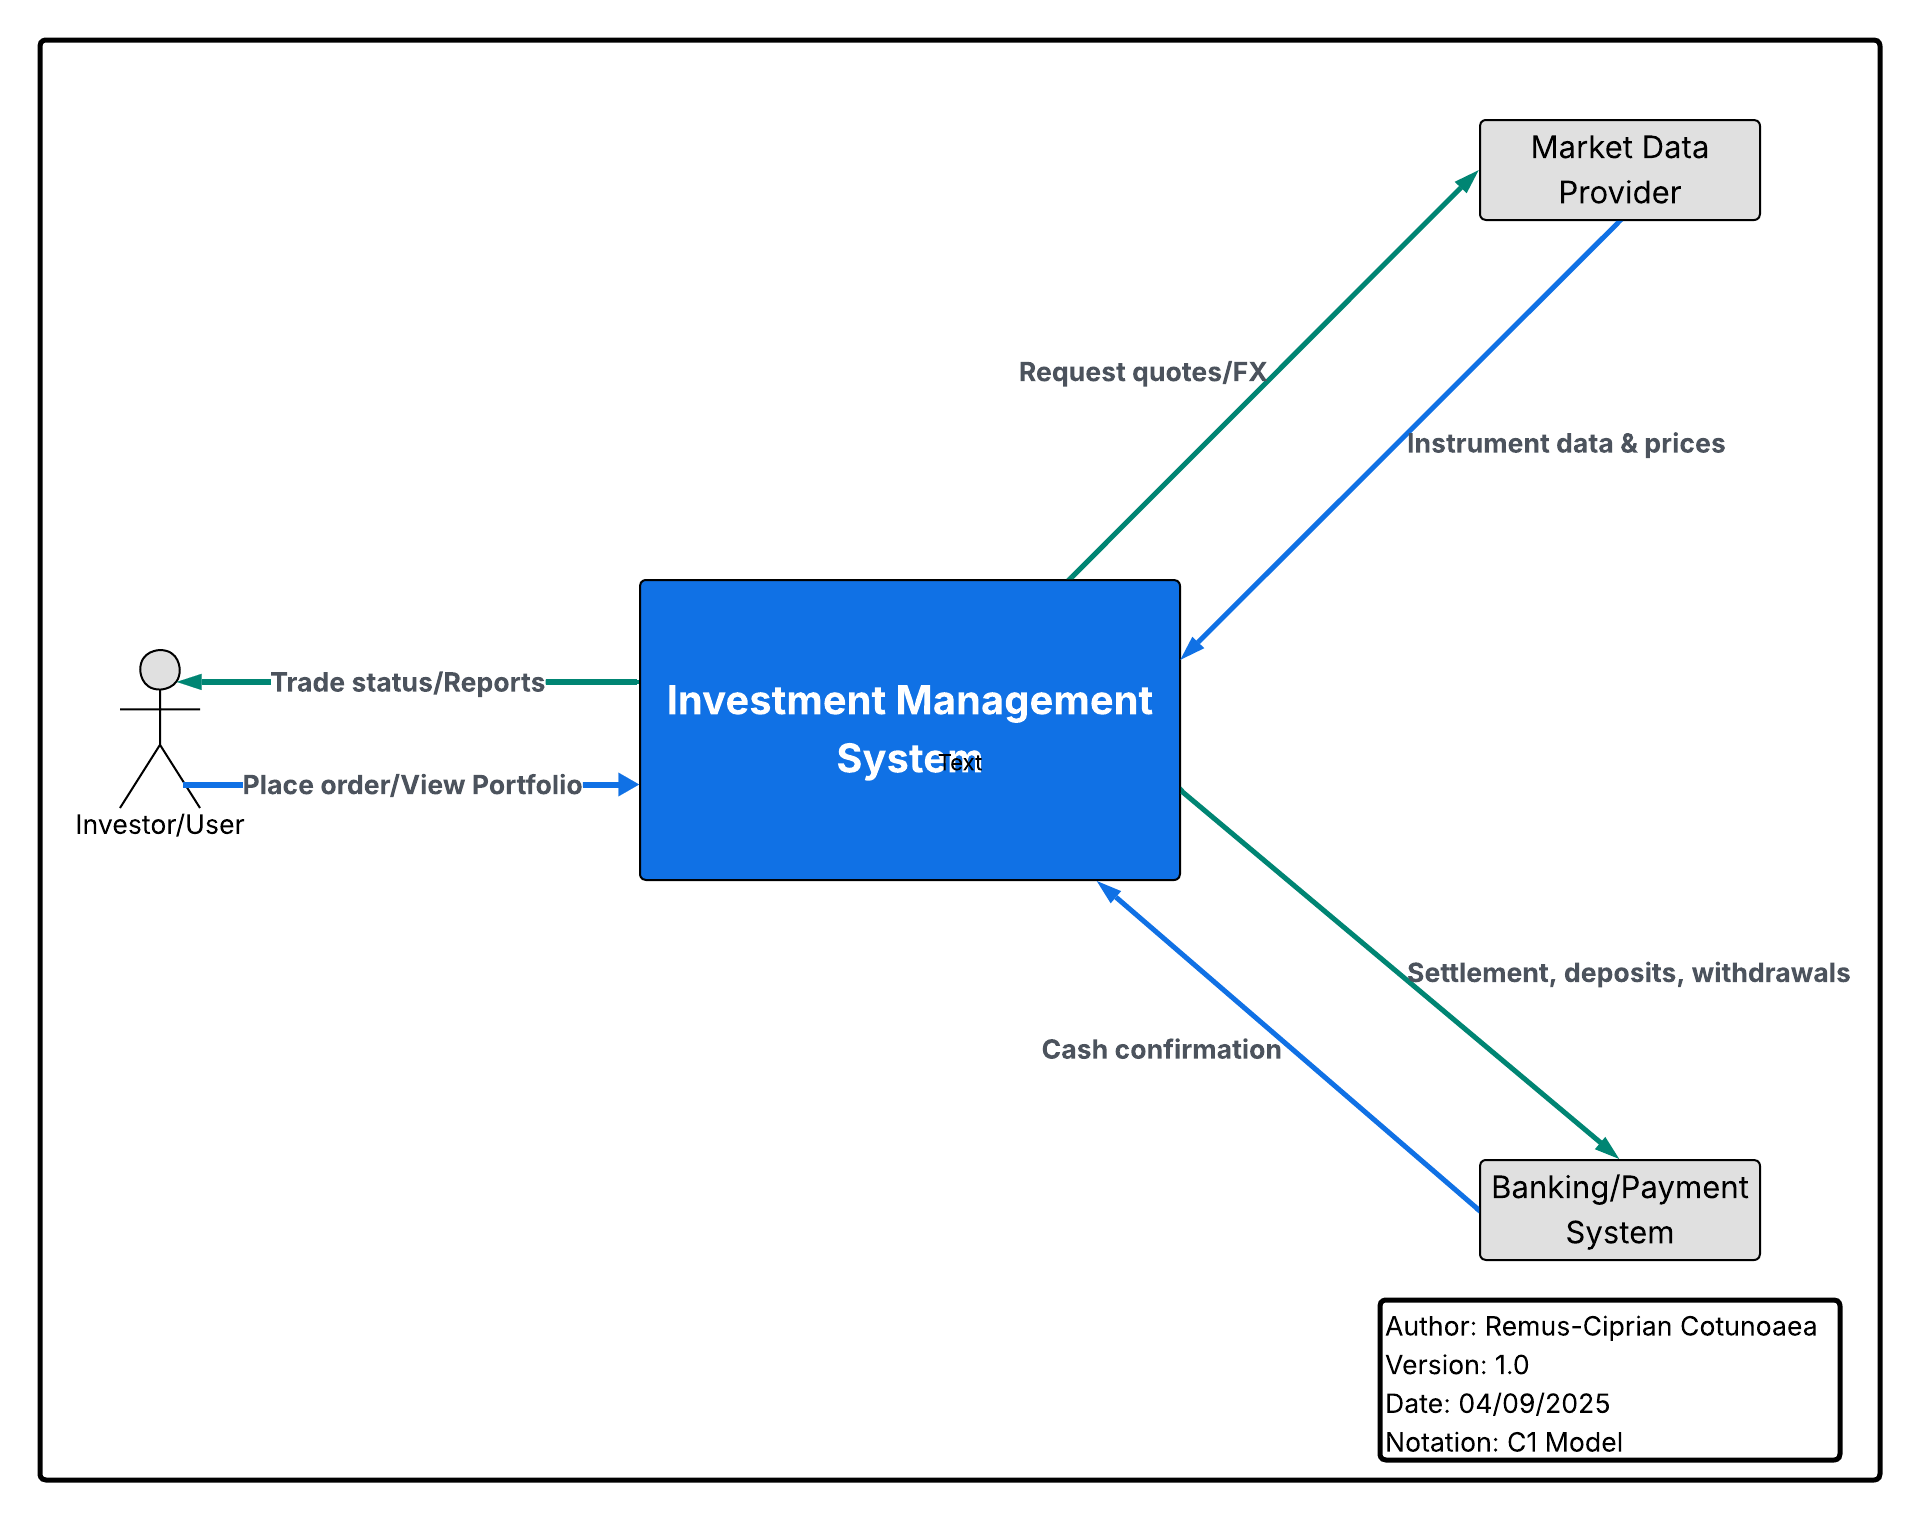 Market Data
Provider
Request quotes/FX
Instrument data & prices
Trade status/Reports
Investment Management
System
Text
Place order/View Portfolio
Investor/User
Settlement, deposits, withdrawals
Cash confirmation
Banking/Payment
System
Author: Remus-Ciprian Cotunoaea
Version: 1.0
Date: 04/09/2025
Notation: C1 Model